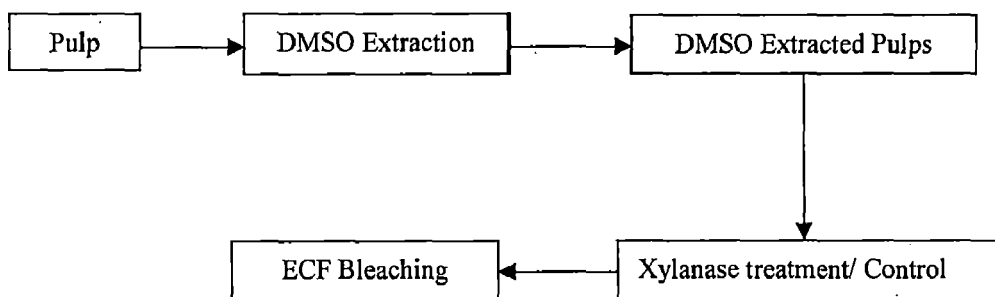 Pulp
DMSO Extraction
DMSO Extracted Pulps
Xylanase treatment/ Control
ECF Bleaching